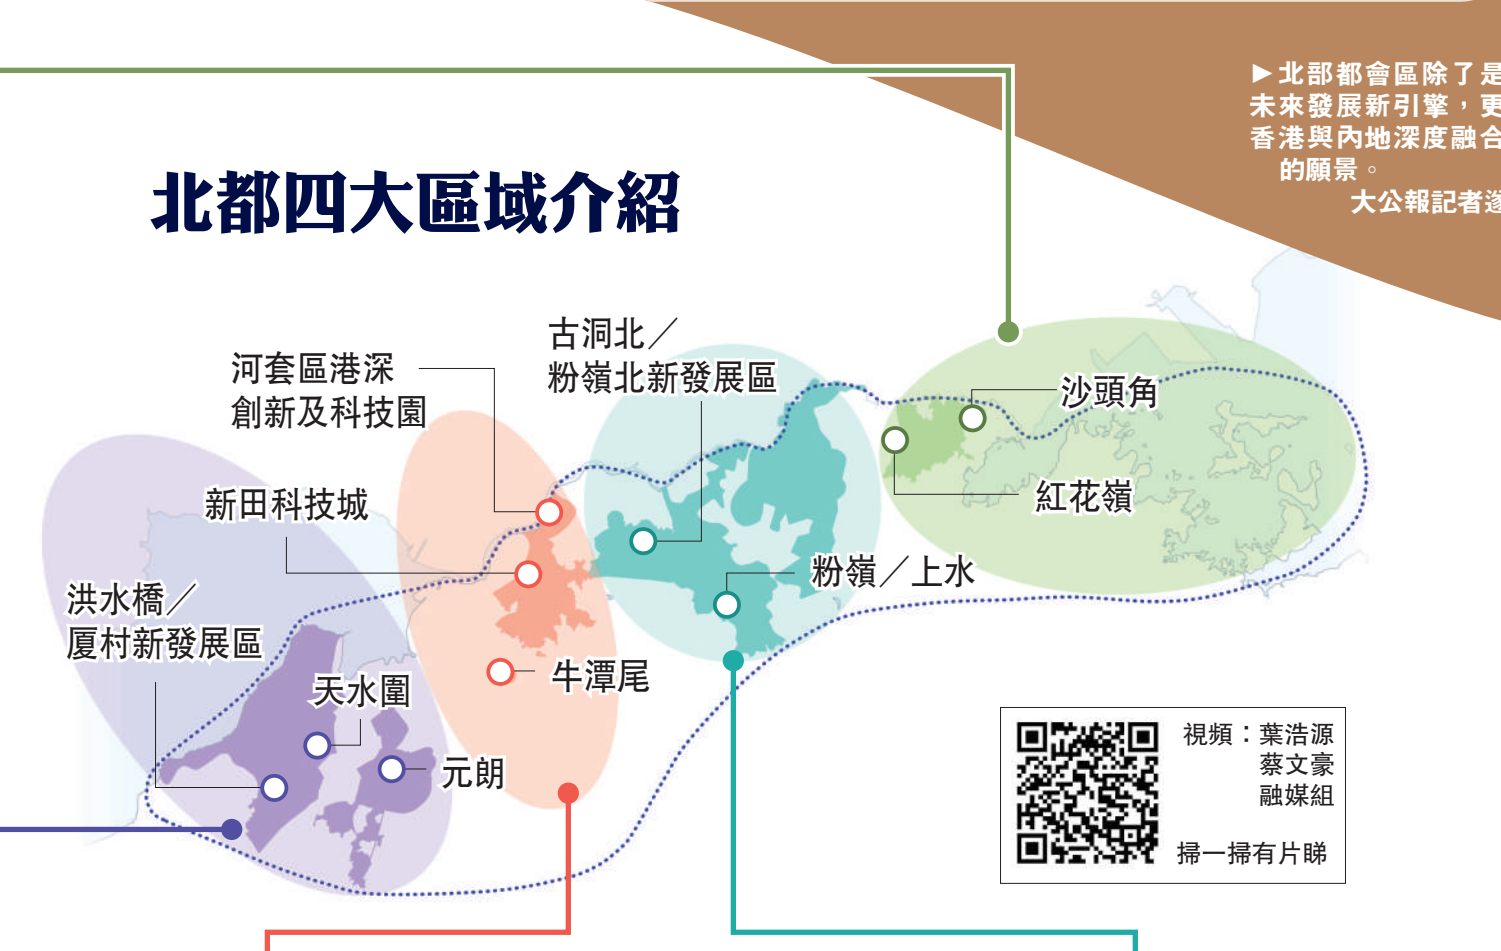 ▶北部都會區除了是
未來發展新引擎，更
香港與內地深度融合
的願景。
大公報記者遂
北都四大區域介紹
古洞北／
粉嶺北新發展區
河套區港深
創新及科技園
沙頭角
新田科技城
紅花嶺
粉嶺／上水
洪水橋／
厦村新發展區
牛潭尾
天水圍
元朗
視頻：葉浩源
蔡文豪
融媒組
掃一掃有片睇